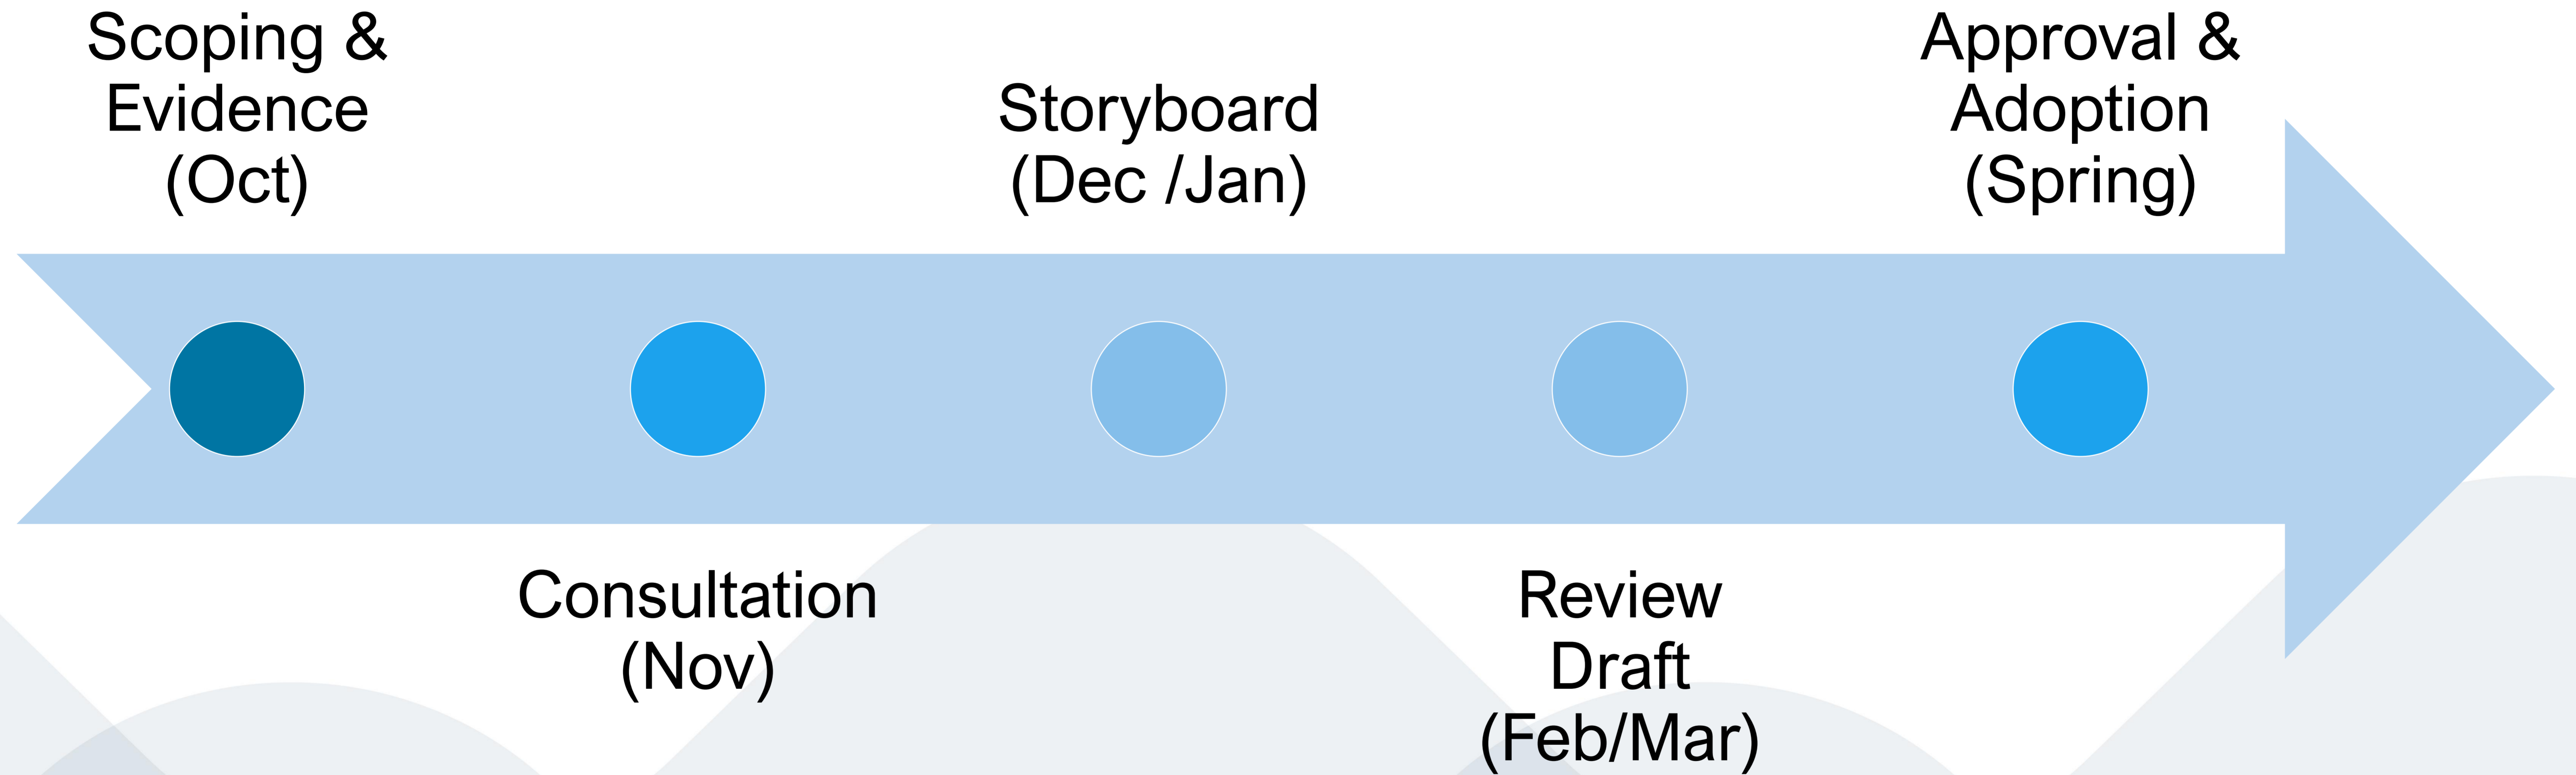 Scoping &
Evidence
(Oct)
Consultation
(Nov)
Storyboard
(Dec /Jan)
Review
Draft
(Feb/Mar)
Approval &
Adoption
(Spring)